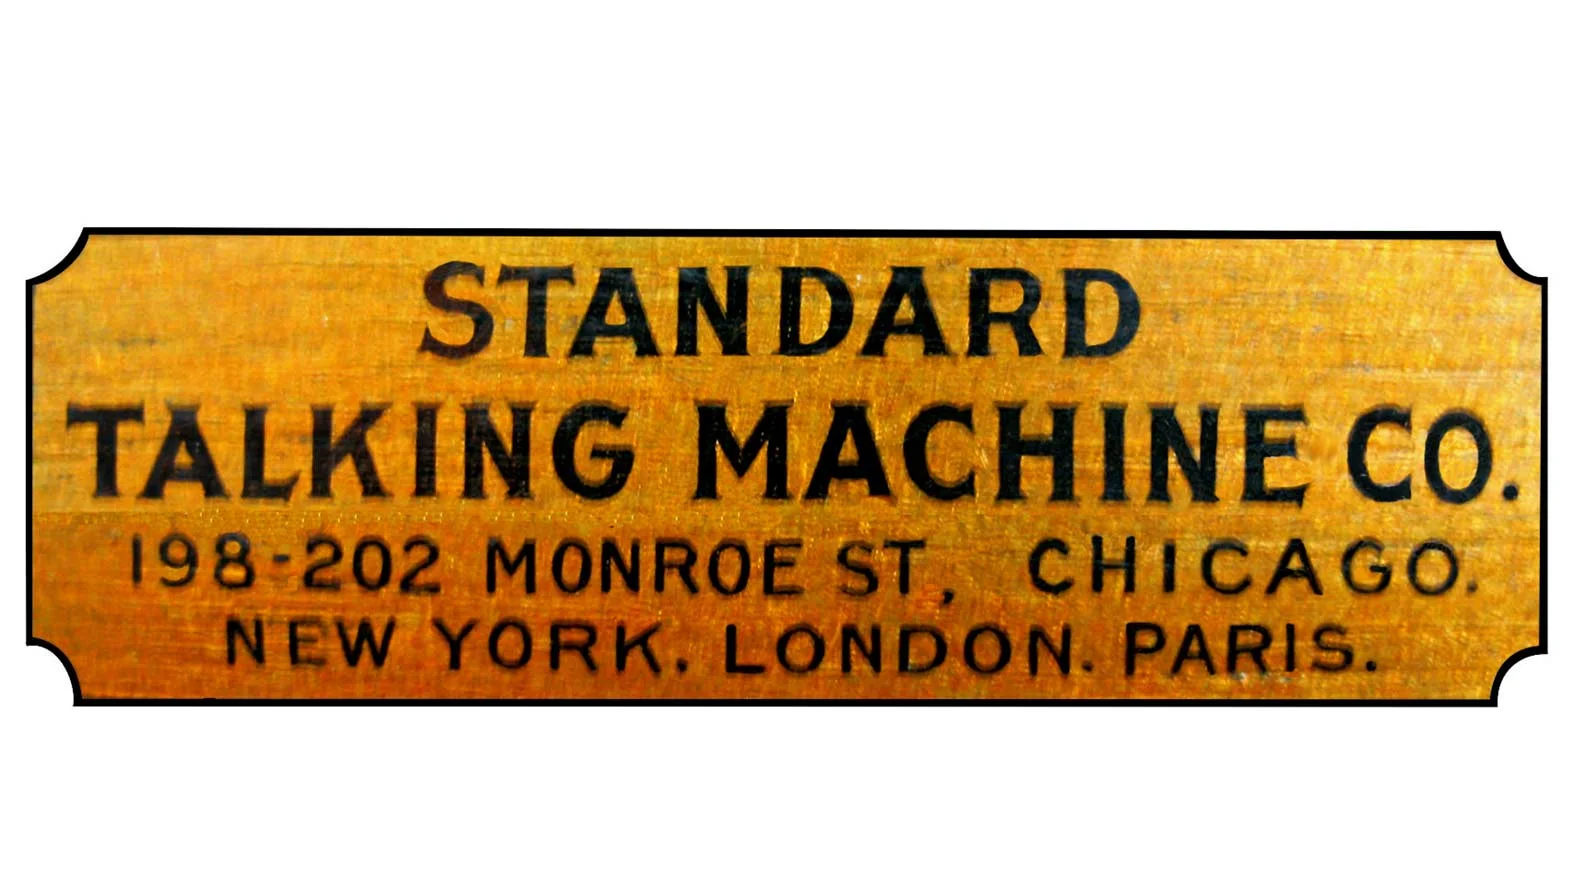 STANDARD
TALKING MACHINE CO.
198-202 MONROE ST, CHICAGO.
NEW YORK. LONDON. PARIS.